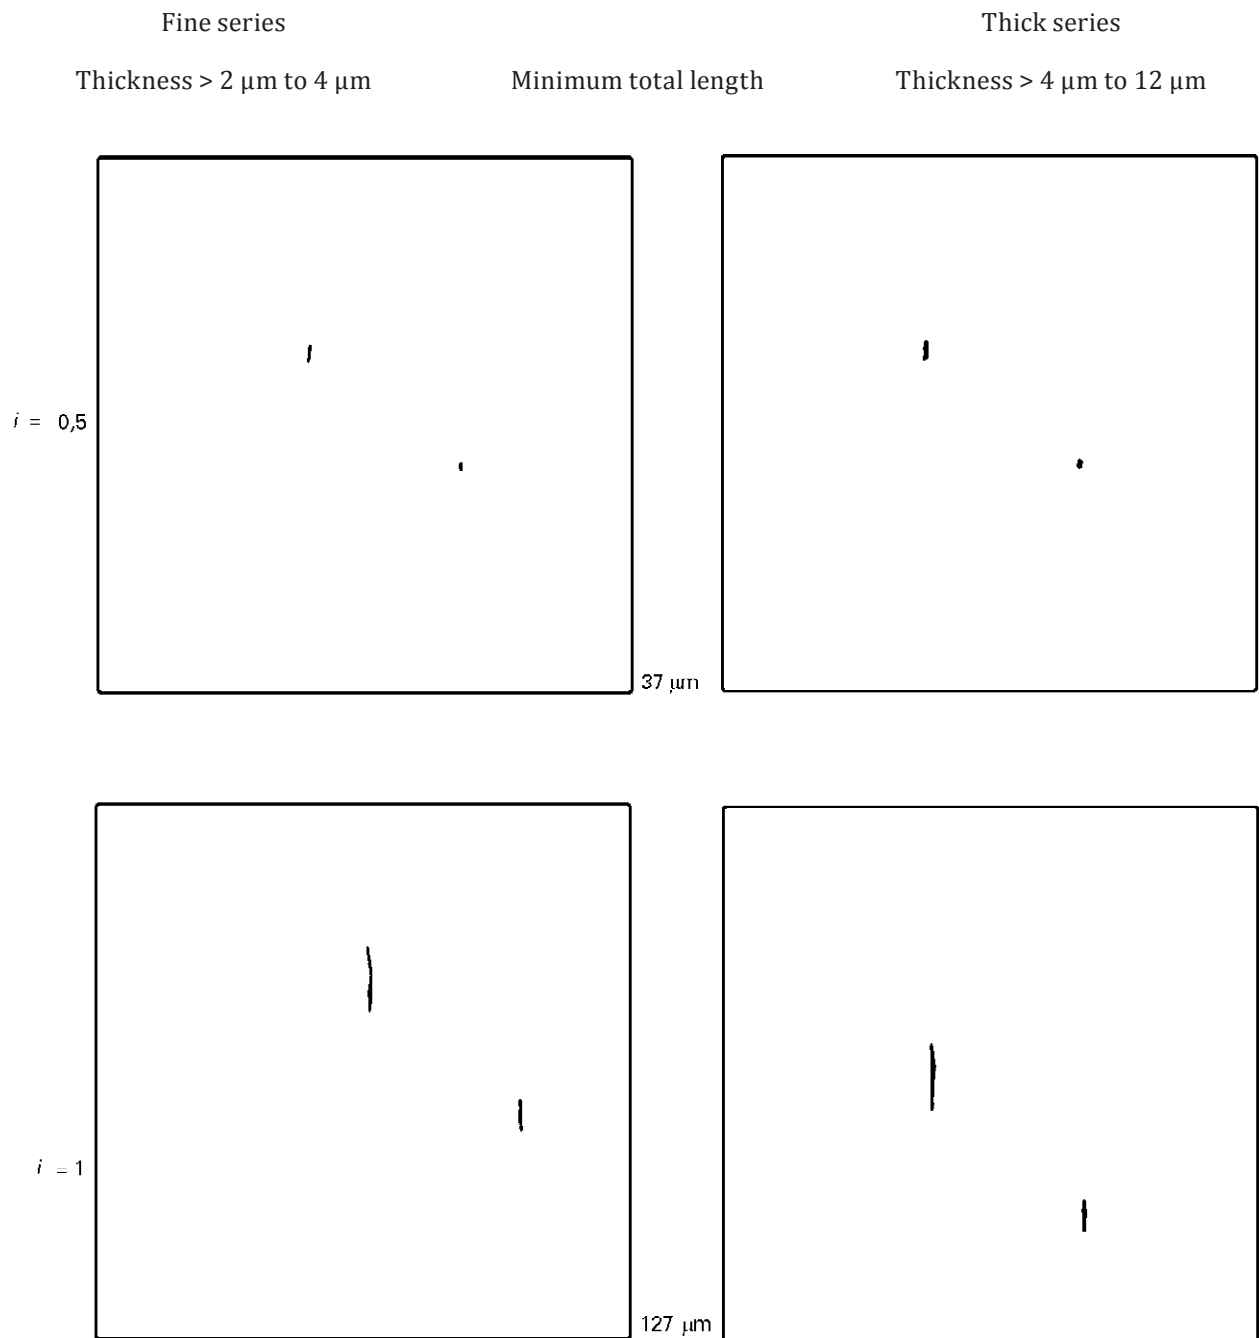 Fine series
Thick series
Thickness > 2 μm to 4 μm
Minimum total length
Thickness > 4 μm to 12 μm
i = 0,5
37 μm
i = 1
127 μm